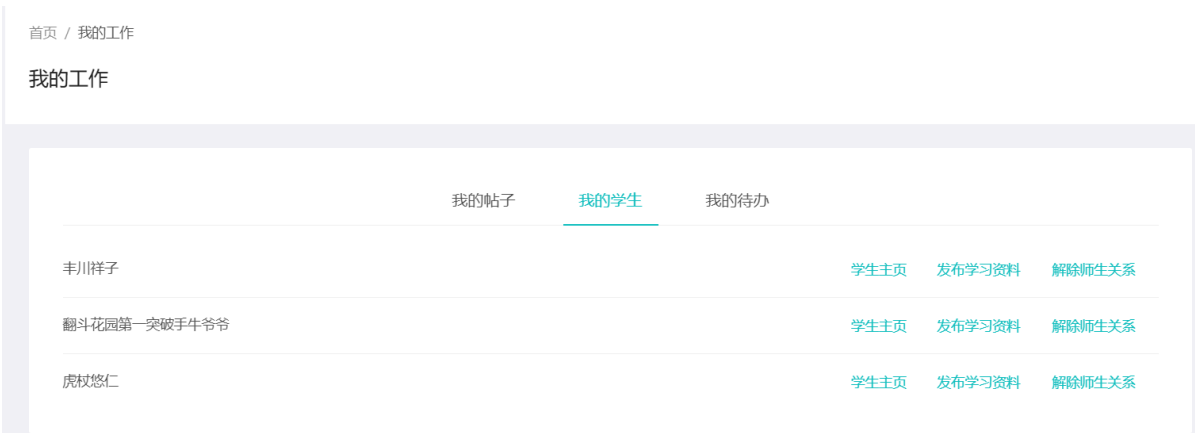 首页 / 我的工作
我的工作
我的帖子 我的学生 我的待办
丰川祥子 学生主页 发布学习资料 解除师生关系
翻斗花园第一突破手牛爷爷 学生主页 发布学习资料 解除师生关系
虎杖悠仁 学生主页 发布学习资料 解除师生关系